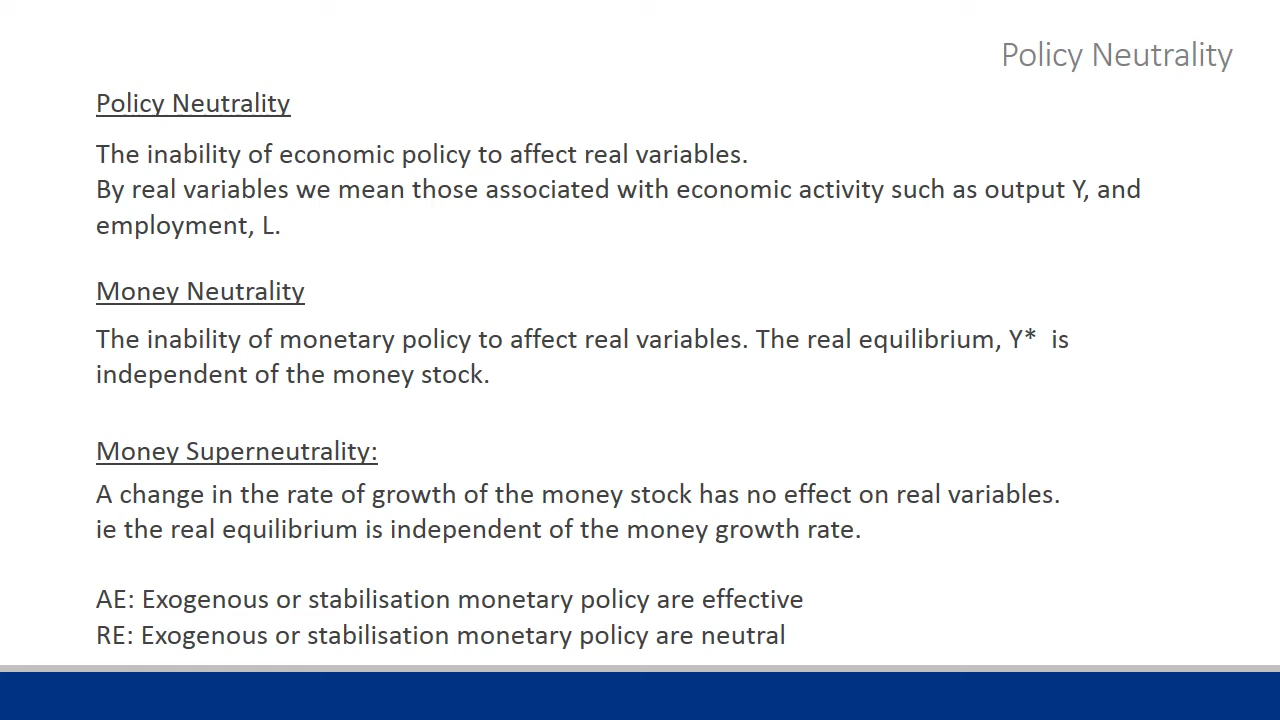 Policy Neutrality
Policy Neutrality
The inability of economic policy to affect real variables.
By real variables we mean those associated with economic activity such as output Y, and
employment, L.
Money Neutrality
The inability of monetary policy to affect real variables. The real equilibrium, Y* is
independent of the money stock.
Money Superneutrality:
A change in the rate of growth of the money stock has no effect on real variables.
ie the real equilibrium is independent of the money growth rate.
AE: Exogenous or stabilisation monetary policy are effective
RE: Exogenous or stabilisation monetary policy are neutral